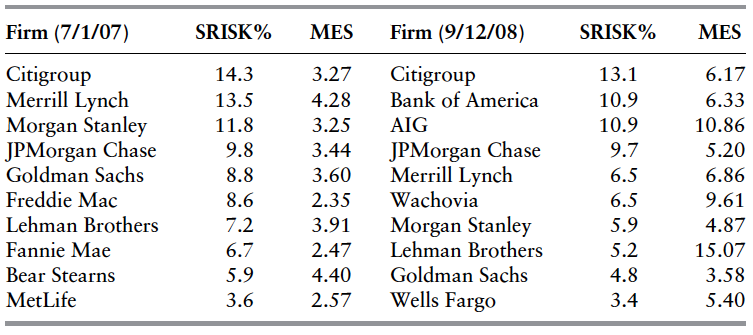 Firm (7/1/07) SRISK% MES Firm (9/12/08) SRISK% MES
Citigroup 14.3 3.27 Citigroup 13.1 6.17
Merrill Lynch 13.5 4.28 Bank of America 10.9 6.33
Morgan Stanley 11.8 3.25 AIG 10.9 10.86
JPMorgan Chase 9.8 3.44 JPMorgan Chase 9.7 5.20
Goldman Sachs 8.8 3.60 Merrill Lynch 6.5 6.86
Freddie Mac 8.6 2.35 Wachovia 6.5 9.61
Lehman Brothers 7.2 3.91 Morgan Stanley 5.9 4.87
Fannie Mae 6.7 2.47 Lehman Brothers 5.2 15.07
Bear Stearns 5.9 4.40 Goldman Sachs 4.8 3.58
MetLife 3.6 2.57 Wells Fargo 3.4 5.40